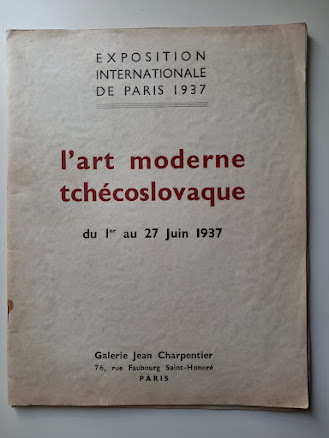 EXPOSITION
INTERNATIONALE
DE PARIS 1937
l'art moderne
tchécoslovaque
du 1er au 27 Juin 1937
Galerie Jean Charpentier
76, rue Faubourg Saint-Honoré
PARIS